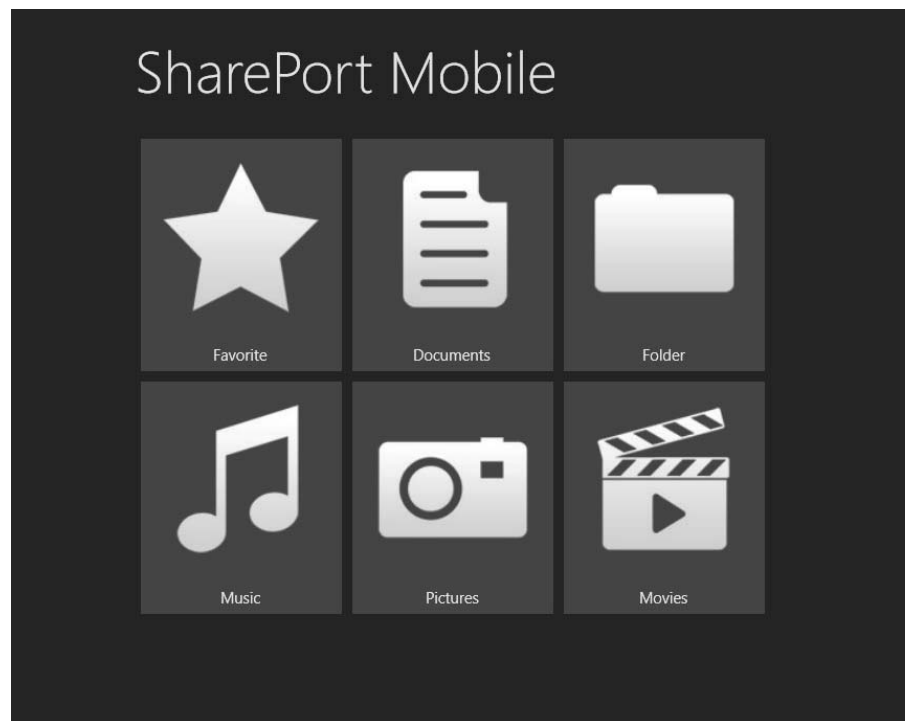 SharePort Mobile
Favorite
Documents
Folder
Music
Pictures
Movies